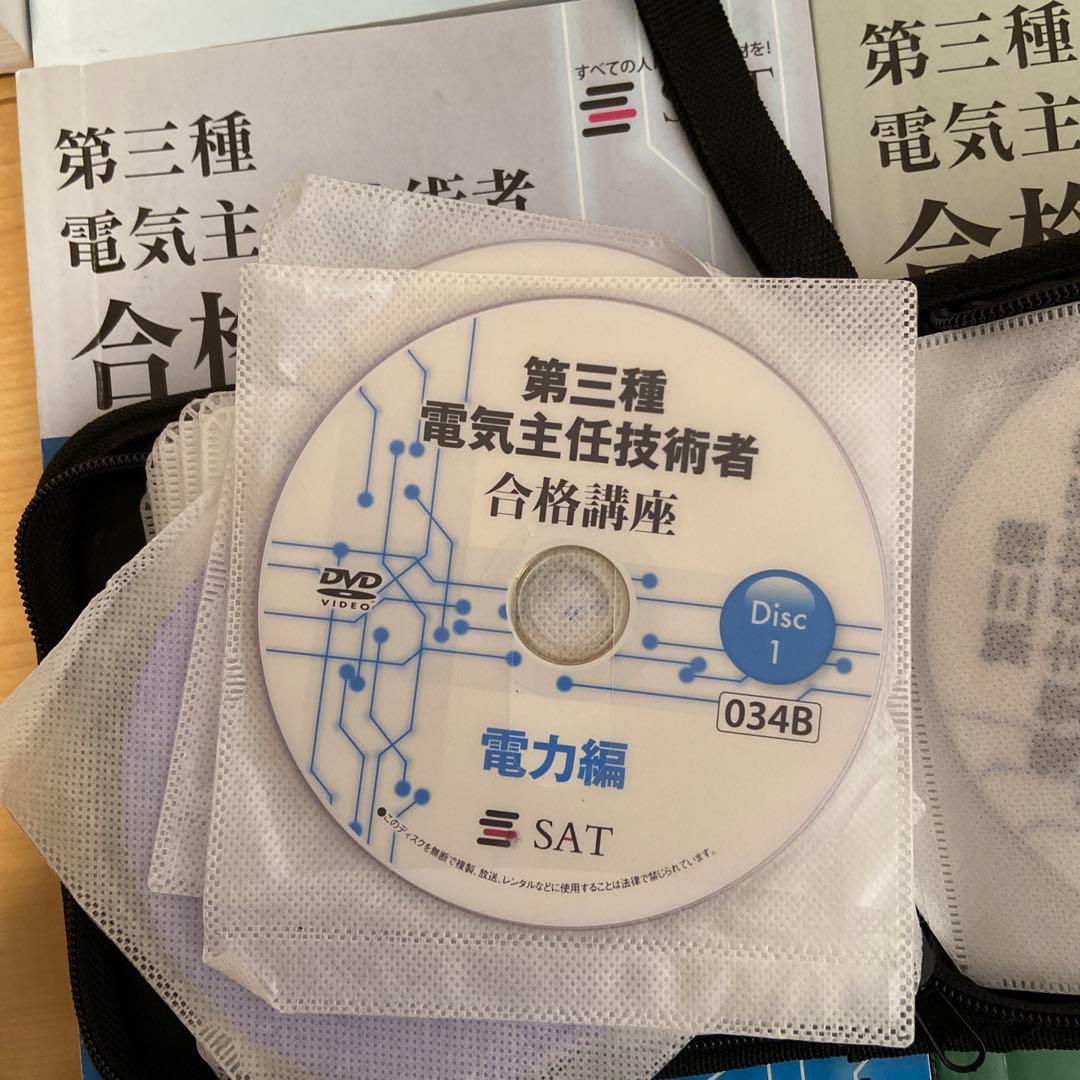 すべての人
材を!
第三種
電気主
術者
合格
第三種
電気主
合格
第三種
電気主任技術者
合格講座
DVD
VIDEO
Disc
1
034B
電力編
SAT
●このディスクを無断で複製、放送、レンタルなどに使用することは法律で禁じられています。